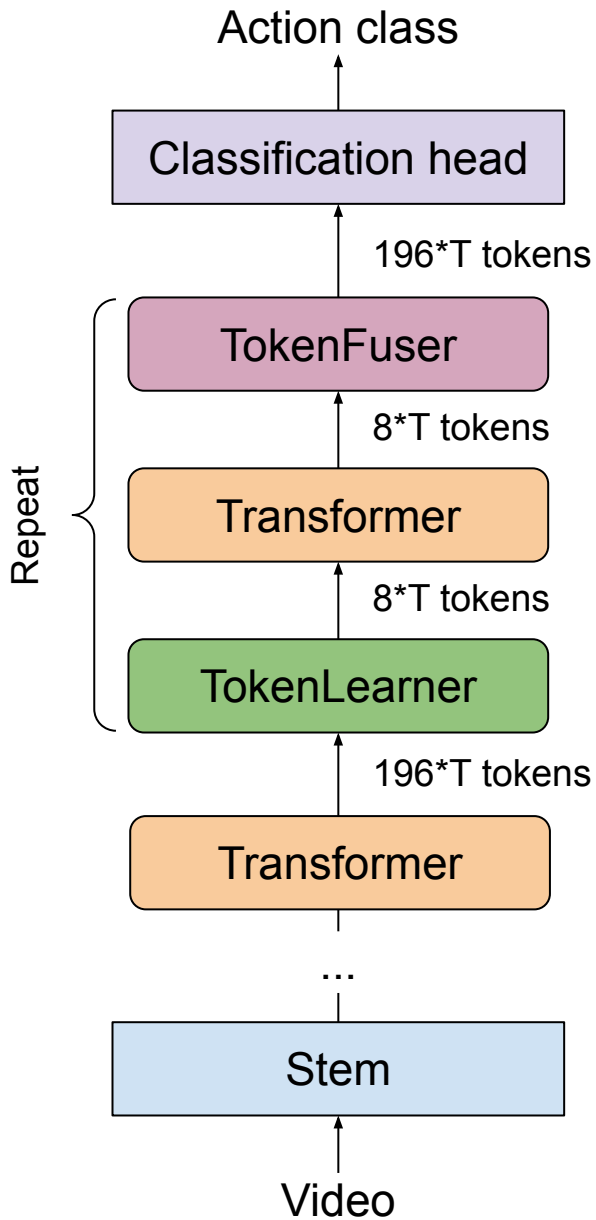 Action class
Classification head
196*T tokens
TokenFuser
8*T tokens
Transformer
Repeat
8*T tokens
TokenLearner
196*T tokens
Transformer
...
Stem
Video